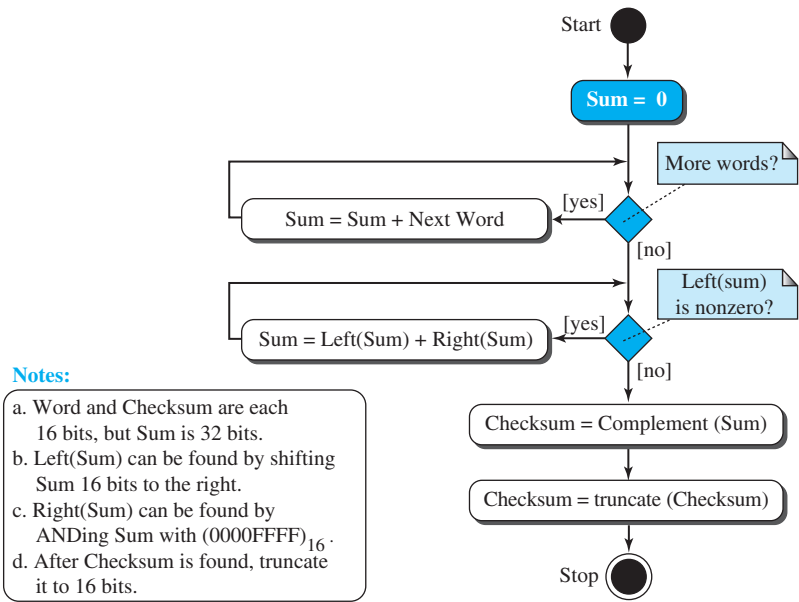 Start
Sum = 0
More words?
[yes]
Sum = Sum + Next Word
[no]
Left(sum)
is nonzero?
[yes]
Sum = Left(Sum) + Right(Sum)
[no]
Checksum = Complement (Sum)
Checksum = truncate (Checksum)
Stop
Notes:
a. Word and Checksum are each
16 bits, but Sum is 32 bits.
b. Left(Sum) can be found by shifting
Sum 16 bits to the right.
c. Right(Sum) can be found by
ANDing Sum with (0000FFFF)16 .
d. After Checksum is found, truncate
it to 16 bits.